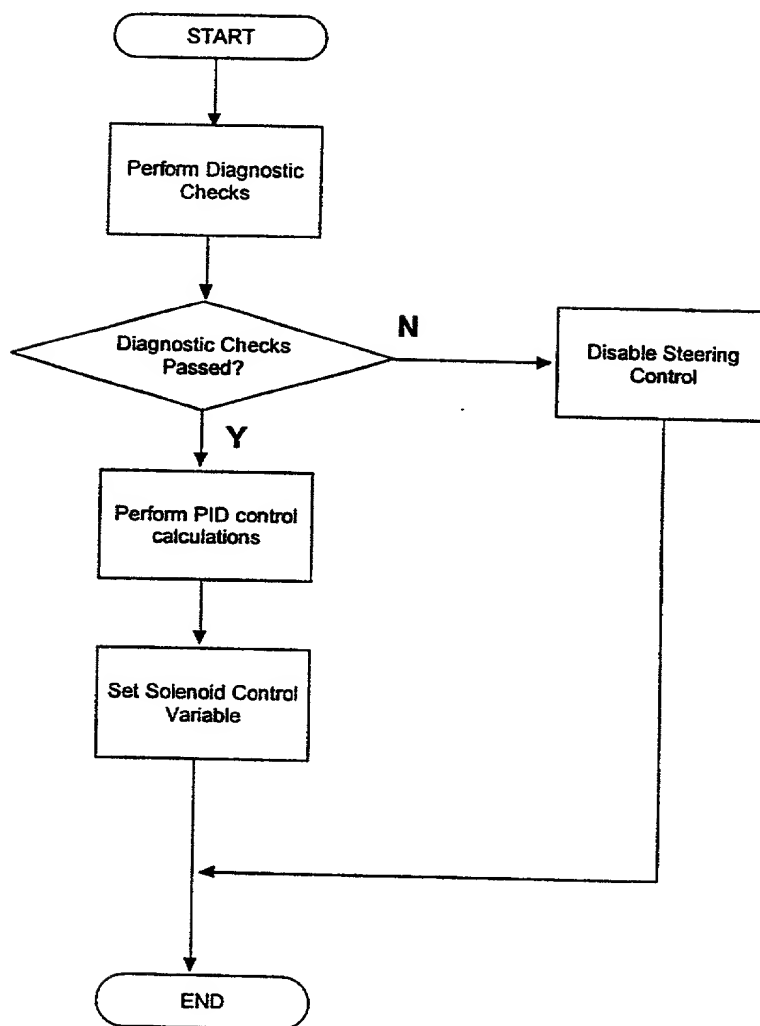 START
Perform Diagnostic
Checks
Diagnostic Checks
Passed?
N
Disable Steering
Control
Y
Perform PID control
calculations
Set Solenoid Control
Variable
END